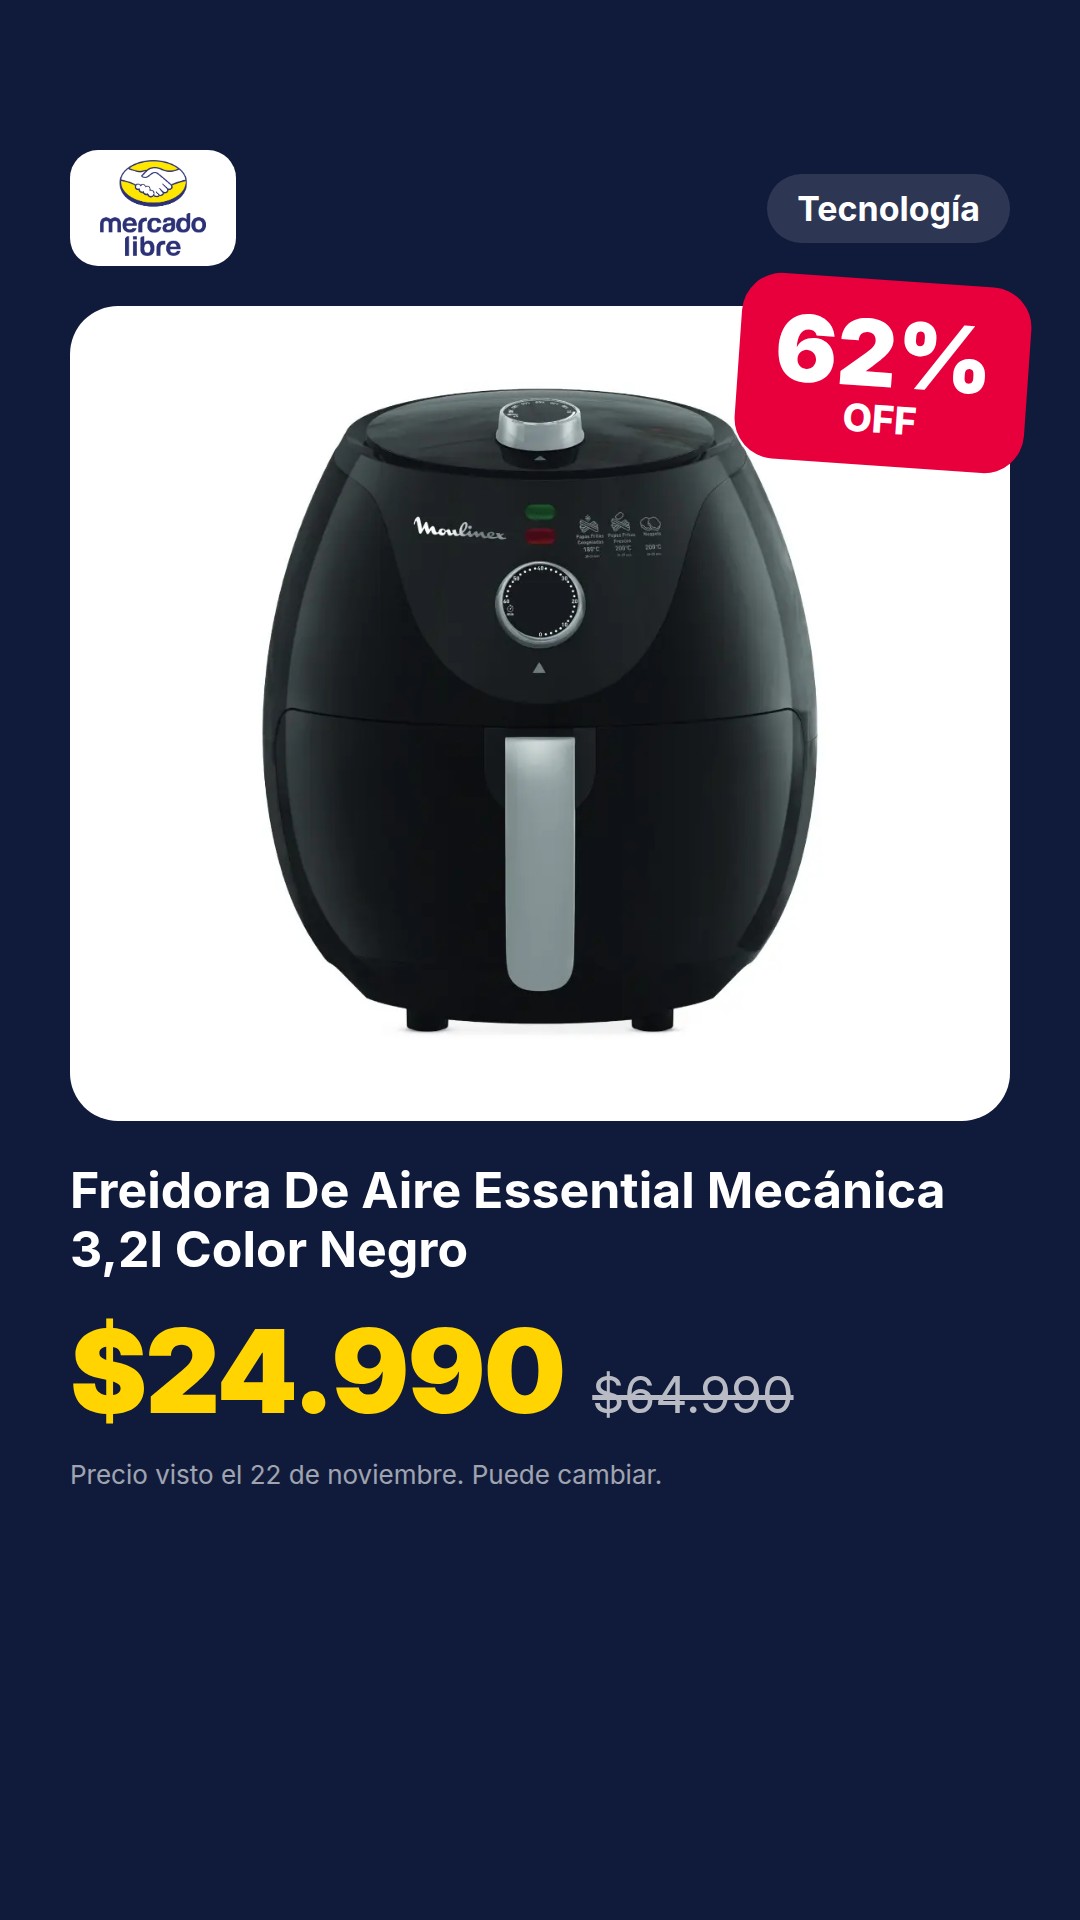 mercado
libre
Tecnología
62%
OFF
Moulinex
Freidora De Aire Essential Mecánica
3,2l Color Negro
$24.990 $64.990
Precio visto el 22 de noviembre. Puede cambiar.